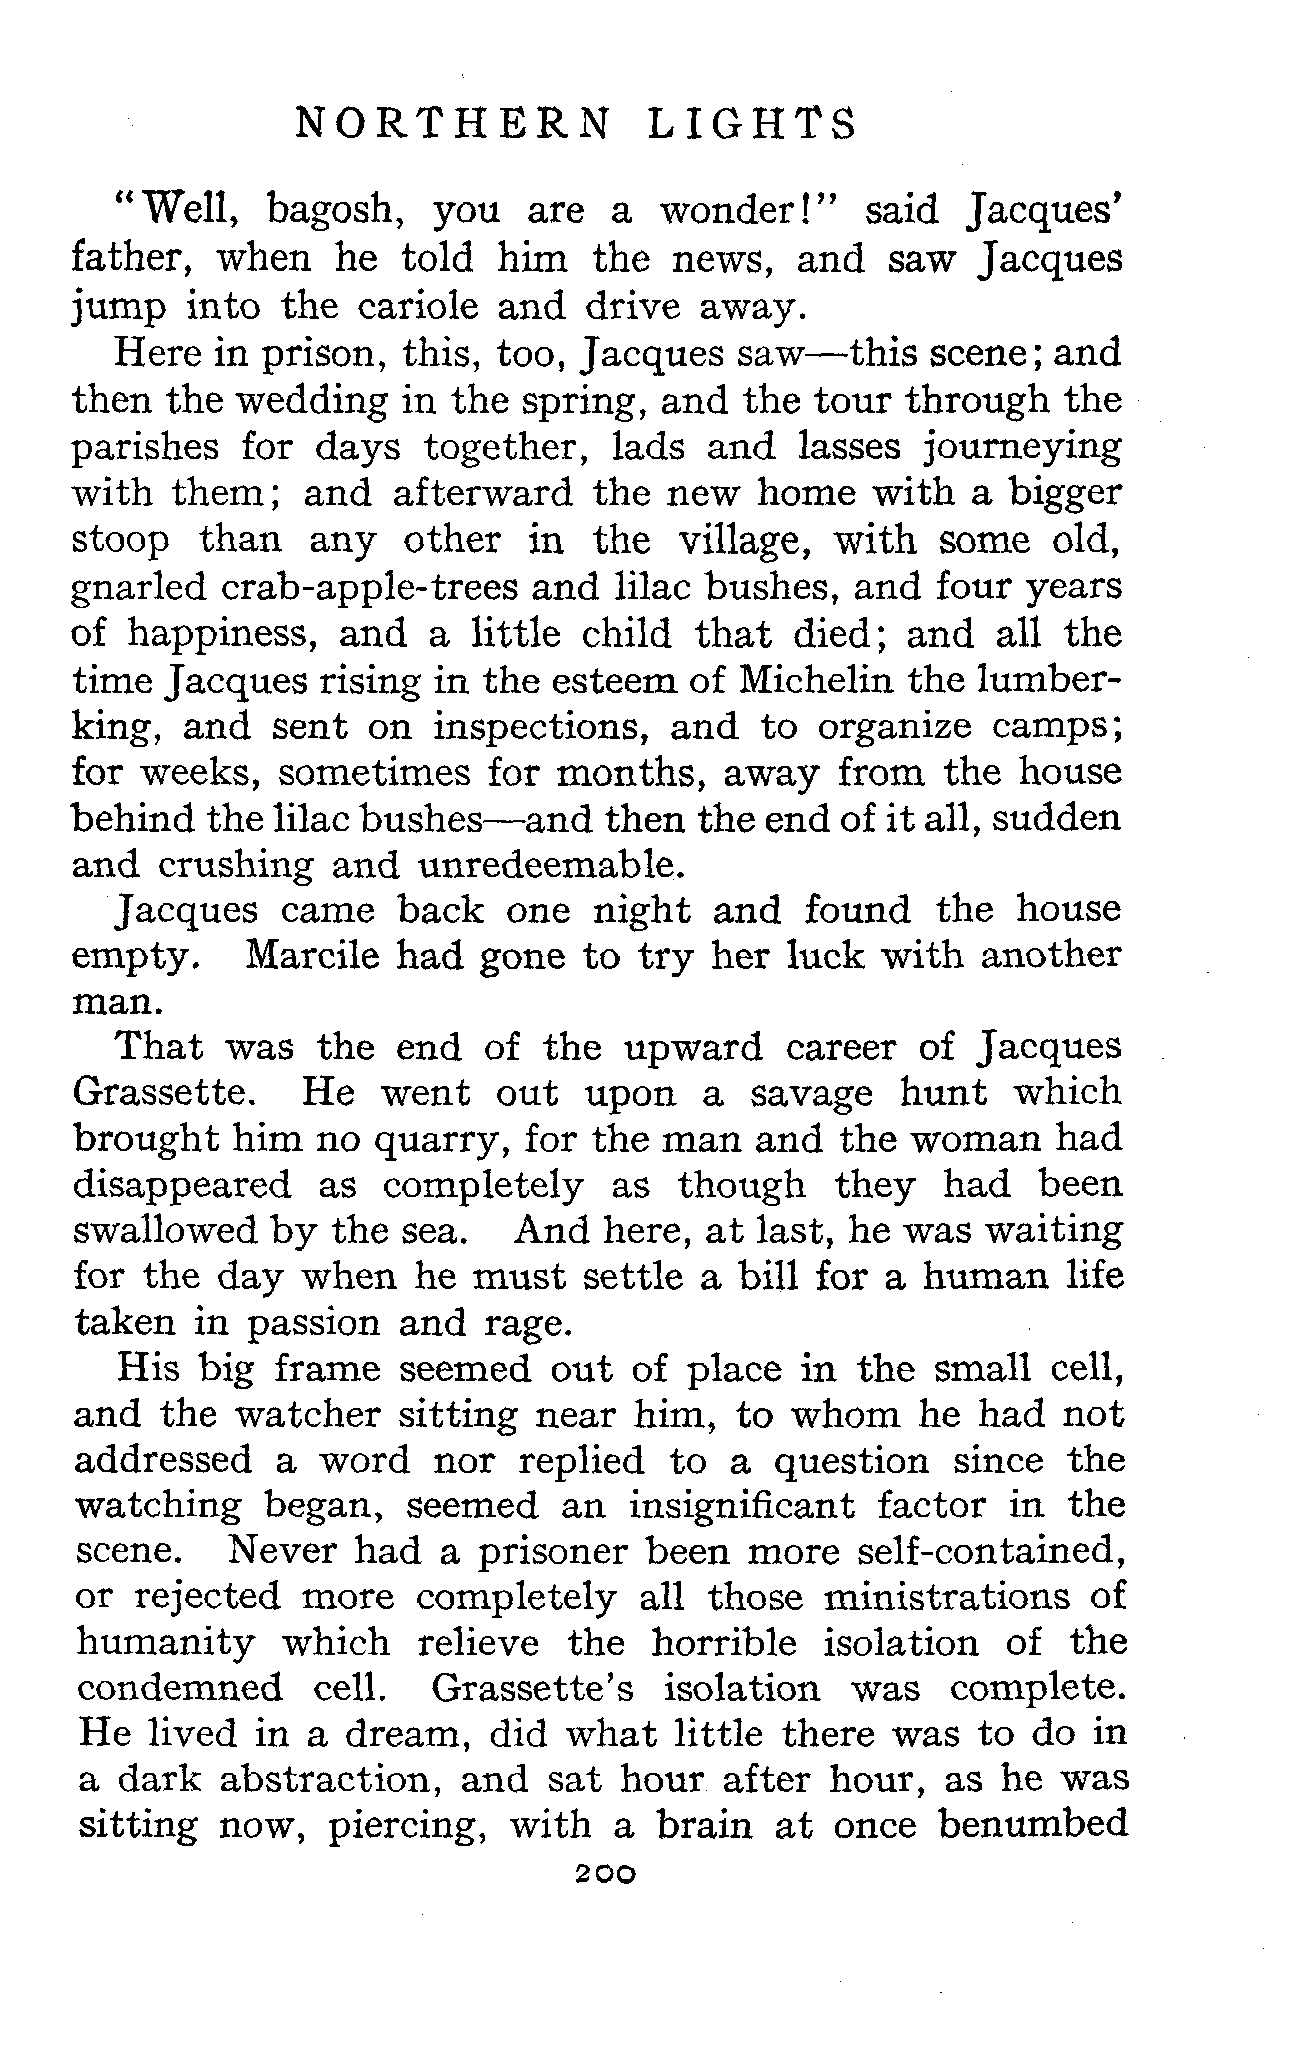 NORTHERN LIGHTS
"Well, bagosh, you are a wonder!" said Jacques'
father, when he told him the news, and saw Jacques
jump into the cariole and drive away.
Here in prison, this, too, Jacques saw—this scene; and
then the wedding in the spring, and the tour through the
parishes for days together, lads and lasses journeying
with them; and afterward the new home with a bigger
stoop than any other in the village, with some old,
gnarled crab-apple-trees and lilac bushes, and four years
of happiness, and a little child that died; and all the
time Jacques rising in the esteem of Michelin the lumber-
king, and sent on inspections, and to organize camps;
for weeks, sometimes for months, away from the house
behind the lilac bushes—and then the end of it all, sudden
and crushing and unredeemable.
Jacques came back one night and found the house
empty. Marcile had gone to try her luck with another
man.
That was the end of the upward career of Jacques
Grassette. He went out upon a savage hunt which
brought him no quarry, for the man and the woman had
disappeared as completely as though they had been
swallowed by the sea. And here, at last, he was waiting
for the day when he must settle a bill for a human life
taken in passion and rage.
His big frame seemed out of place in the small cell,
and the watcher sitting near him, to whom he had not
addressed a word nor replied to a question since the
watching began, seemed an insignificant factor in the
scene. Never had a prisoner been more self-contained,
or rejected more completely all those ministrations of
humanity which relieve the horrible isolation of the
condemned cell. Grassette's isolation was complete.
He lived in a dream, did what little there was to do in
a dark abstraction, and sat hour after hour, as he was
sitting now, piercing, with a brain at once benumbed
200